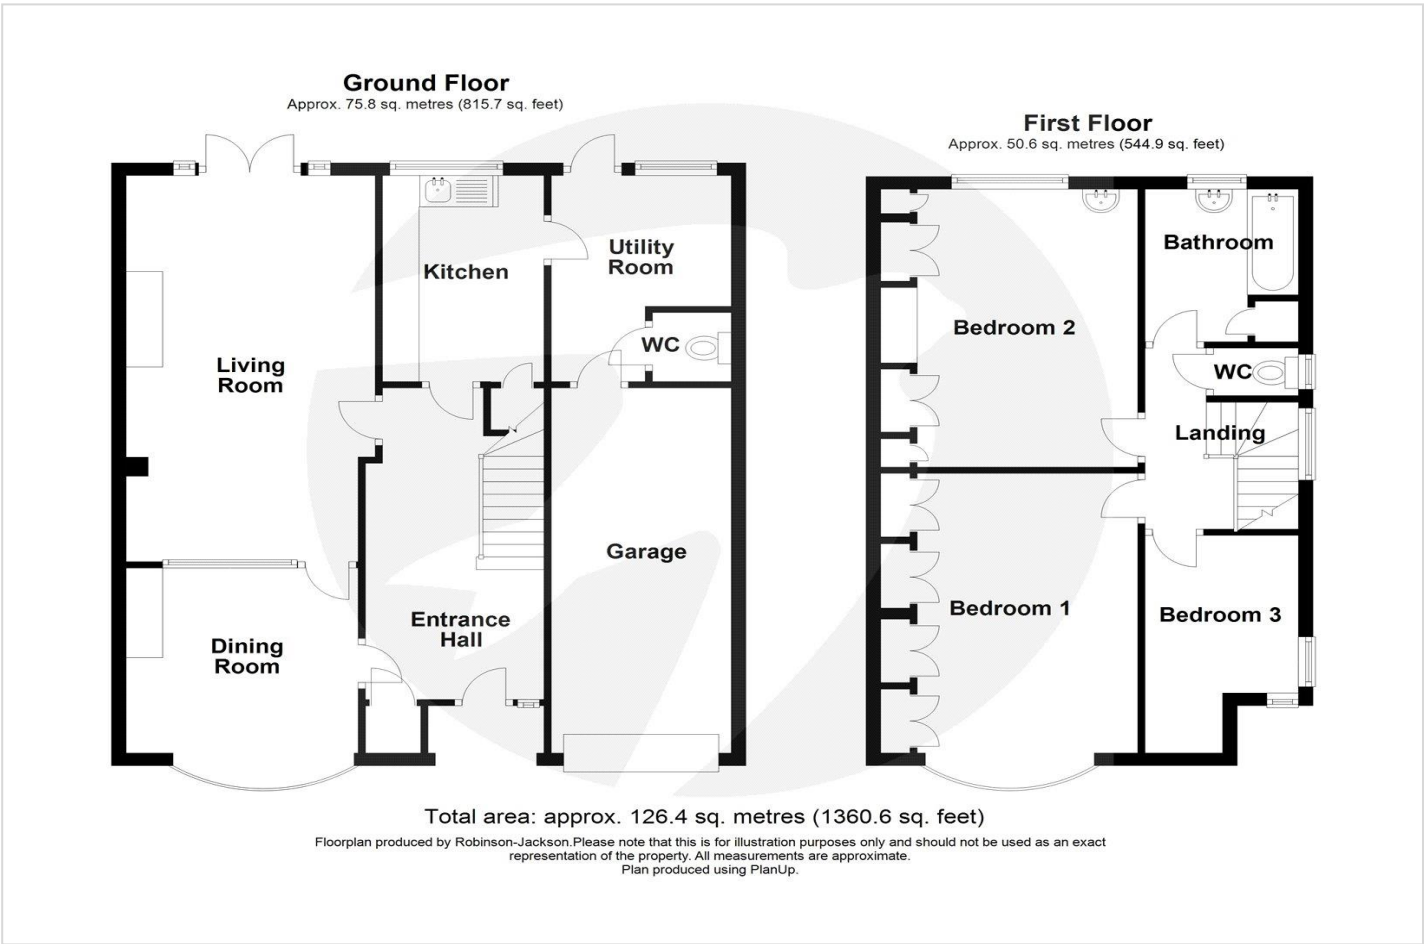 Ground Floor
Approx. 75.8 sq. metres (815.7 sq. feet)
Living
Room
Kitchen
Utility
Room
WC
Garage
Entrance
Hall
Dining
Room
First Floor
Approx. 50.6 sq. metres (544.9 sq. feet)
Bedroom 2
Bathroom
WC
Landing
Bedroom 1
Bedroom 3
Total area: approx. 126.4 sq. metres (1360.6 sq. feet)
Floorplan produced by Robinson-Jackson.Please note that this is for illustration purposes only and should not be used as an exact
representation of the property. All measurements are approximate.
Plan produced using PlanUp.